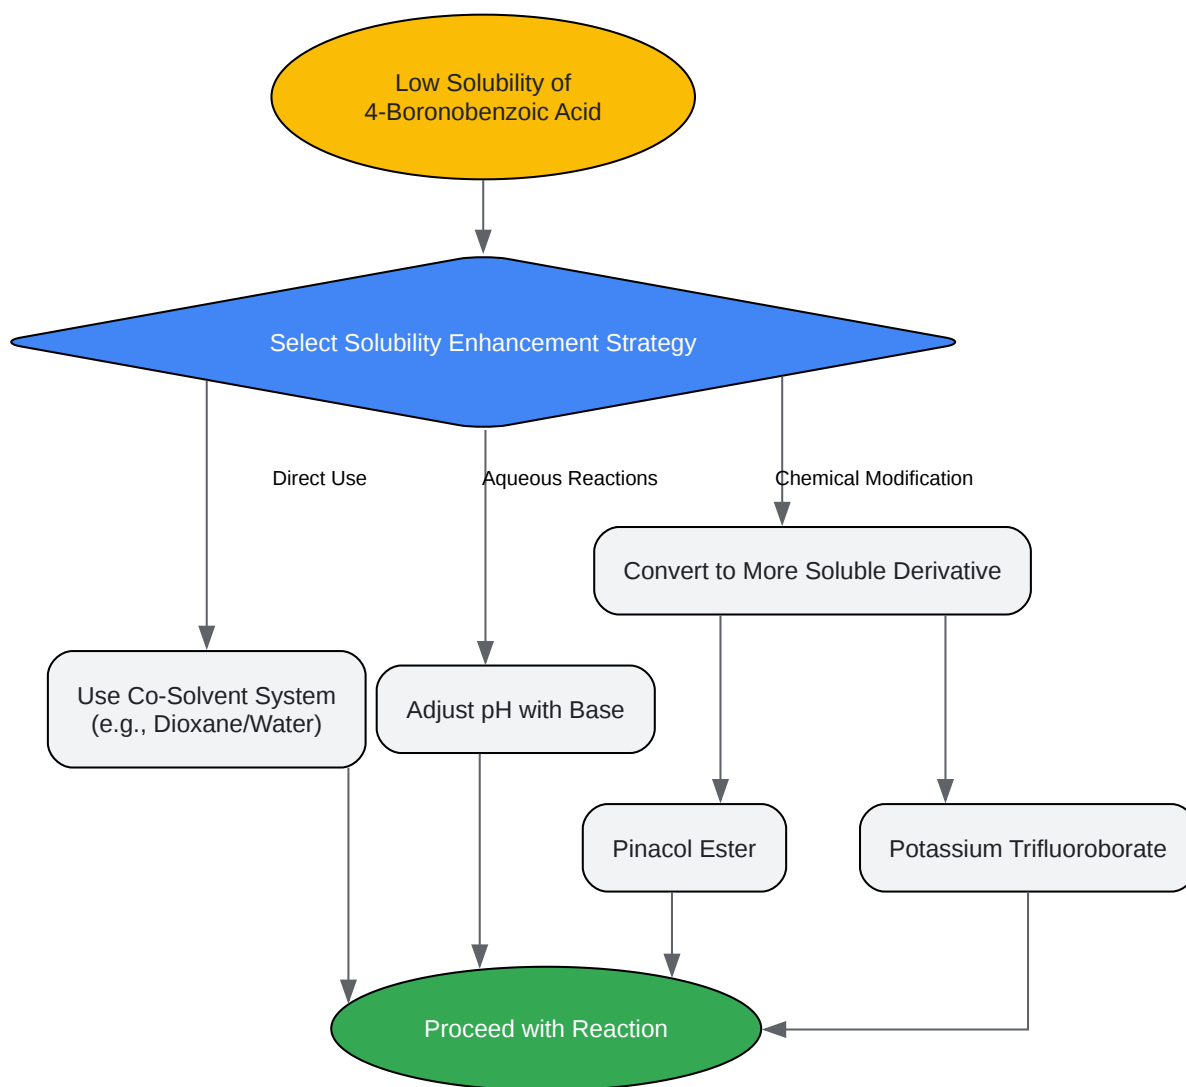 Low Solubility of
4-Boronobenzoic Acid
Select Solubility Enhancement Strategy
Direct Use
Aqueous Reactions
Chemical Modification
Convert to More Soluble Derivative
Use Co-Solvent System
(e.g., Dioxane/Water)
Adjust pH with Base
Pinacol Ester
Potassium Trifluoroborate
Proceed with Reaction